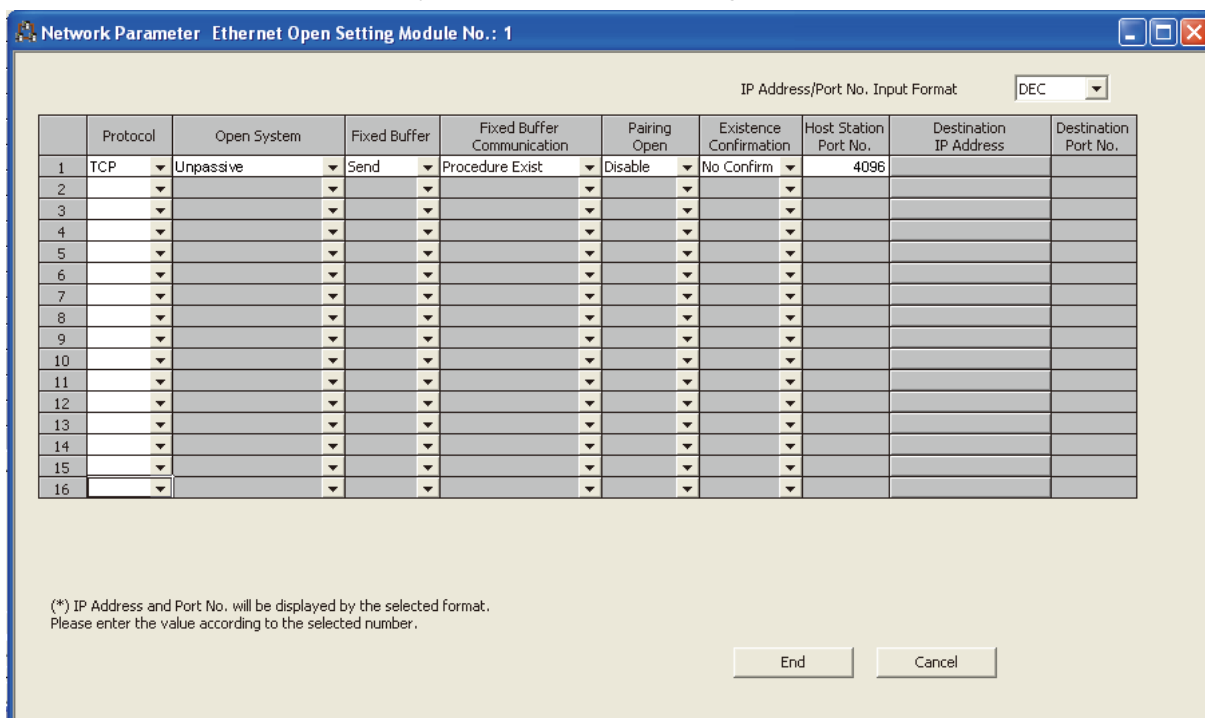 Network Parameter Ethernet Open Setting Module No.: 1
IP Address/Port No. Input Format DEC
Protocol Open System Fixed Buffer Fixed Buffer Communication Pairing Open Existence Confirmation Host Station Port No. Destination IP Address Destination Port No.
1 TCP Unpassive Send Procedure Exist Disable No Confirm 4096
2
3
4
5
6
7
8
9
10
11
12
13
14
15
16
(*) IP Address and Port No. will be displayed by the selected format.
Please enter the value according to the selected number.
End Cancel